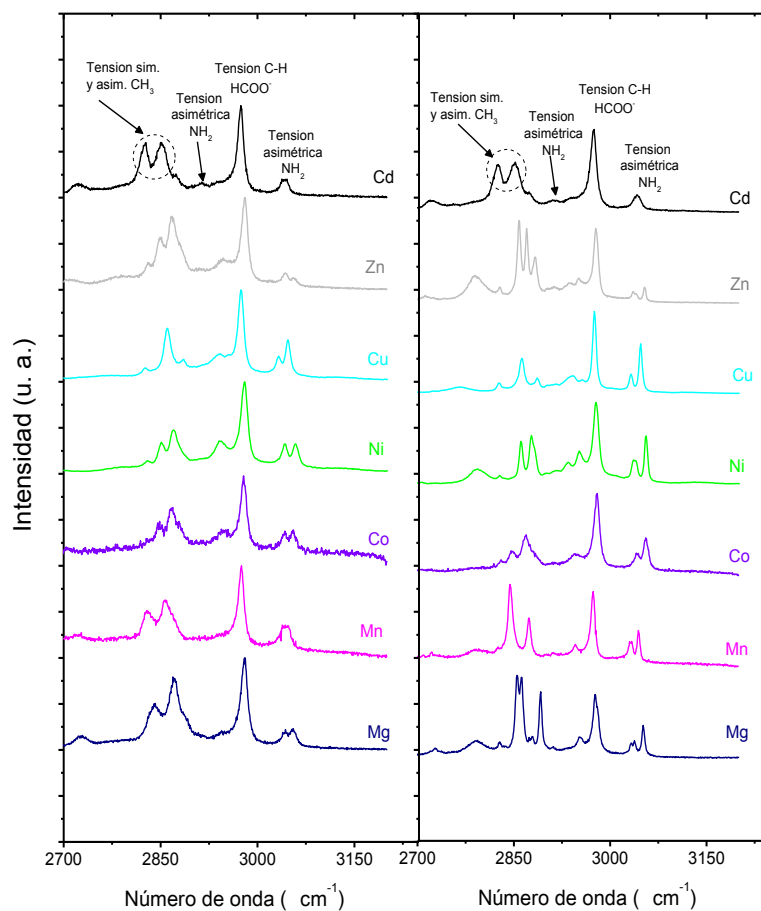 Tension sim.
y asim. CH3
Tension
asimétrica
NH2
Tensión C-H
HCOO-
Tension
asimétrica
NH2
Cd
Zn
Cu
Ni
Co
Mn
Mg
Tension sim.
y asim. CH3
Tension
asimétrica
NH2
Tension C-H
HCOO-
Tension
asimétrica
NH2
Cd
Zn
Cu
Ni
Co
Mn
Mg
Intensidad (u. a.)
2700 2850 3000 3150
2700 2850 3000 3150
Número de onda ( cm-1)
Número de onda ( cm-1)